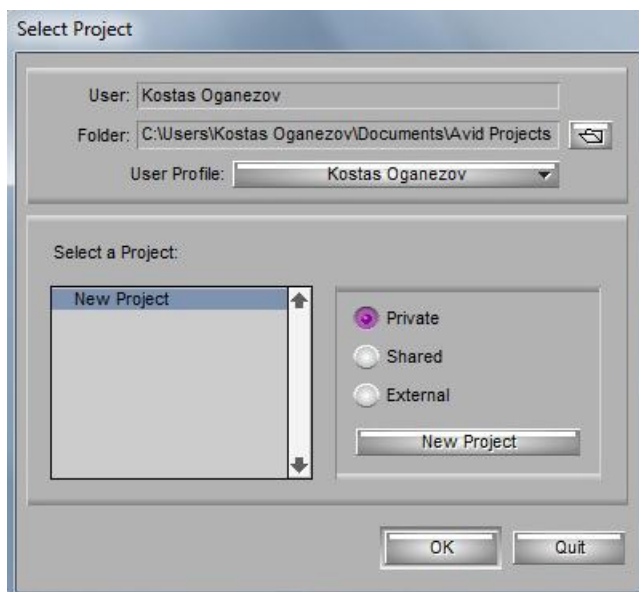 Select Project
User: Kostas Oganezov
Folder: C:\Users\Kostas Oganezov\Documents\Avid Projects
User Profile: Kostas Oganezov
Select a Project:
New Project
Private
Shared
External
New Project
OK Quit